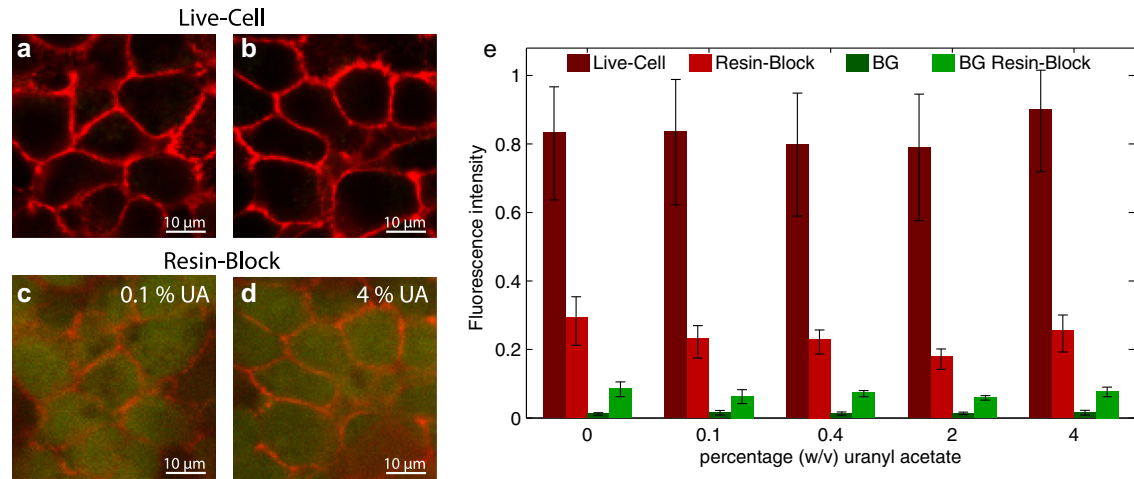 Live-Cell
a
b
10 µm
10 µm
Resin-Block
c
0.1 % UA
d
4 % UA
10 µm
10 µm
e
Live-Cell Resin-Block BG BG Resin-Block
Fluorescence intensity
1
0.8
0.6
0.4
0.2
0
0 0.1 0.4 2 4
percentage (w/v) uranyl acetate